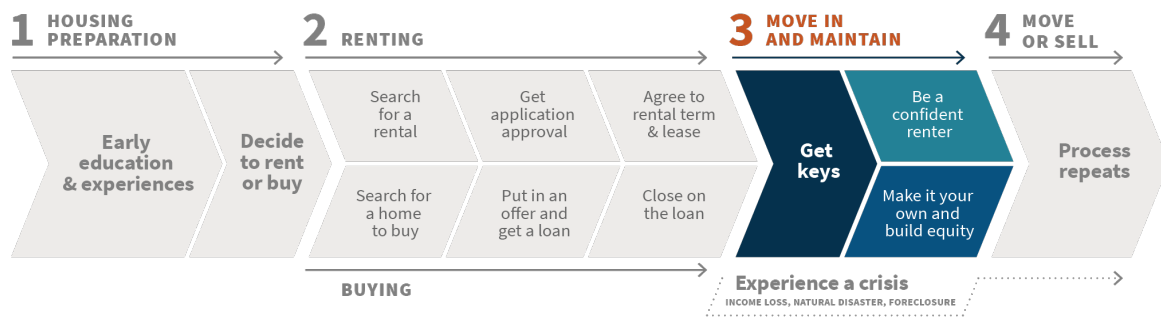 1 HOUSING
PREPARATION
2 RENTING
3 MOVE IN
AND MAINTAIN
4 MOVE
OR SELL
Early
education
& experiences
Decide
to rent
or buy
Search
for a
rental
Get
application
approval
Agree to
rental term
& lease
Search for
a home
to buy
Put in an
offer and
get a loan
Close on
the loan
Get
keys
Be a
confident
renter
Make it your
own and
build equity
Process
repeats
BUYING
Experience a crisis
INCOME LOSS, NATURAL DISASTER, FORECLOSURE